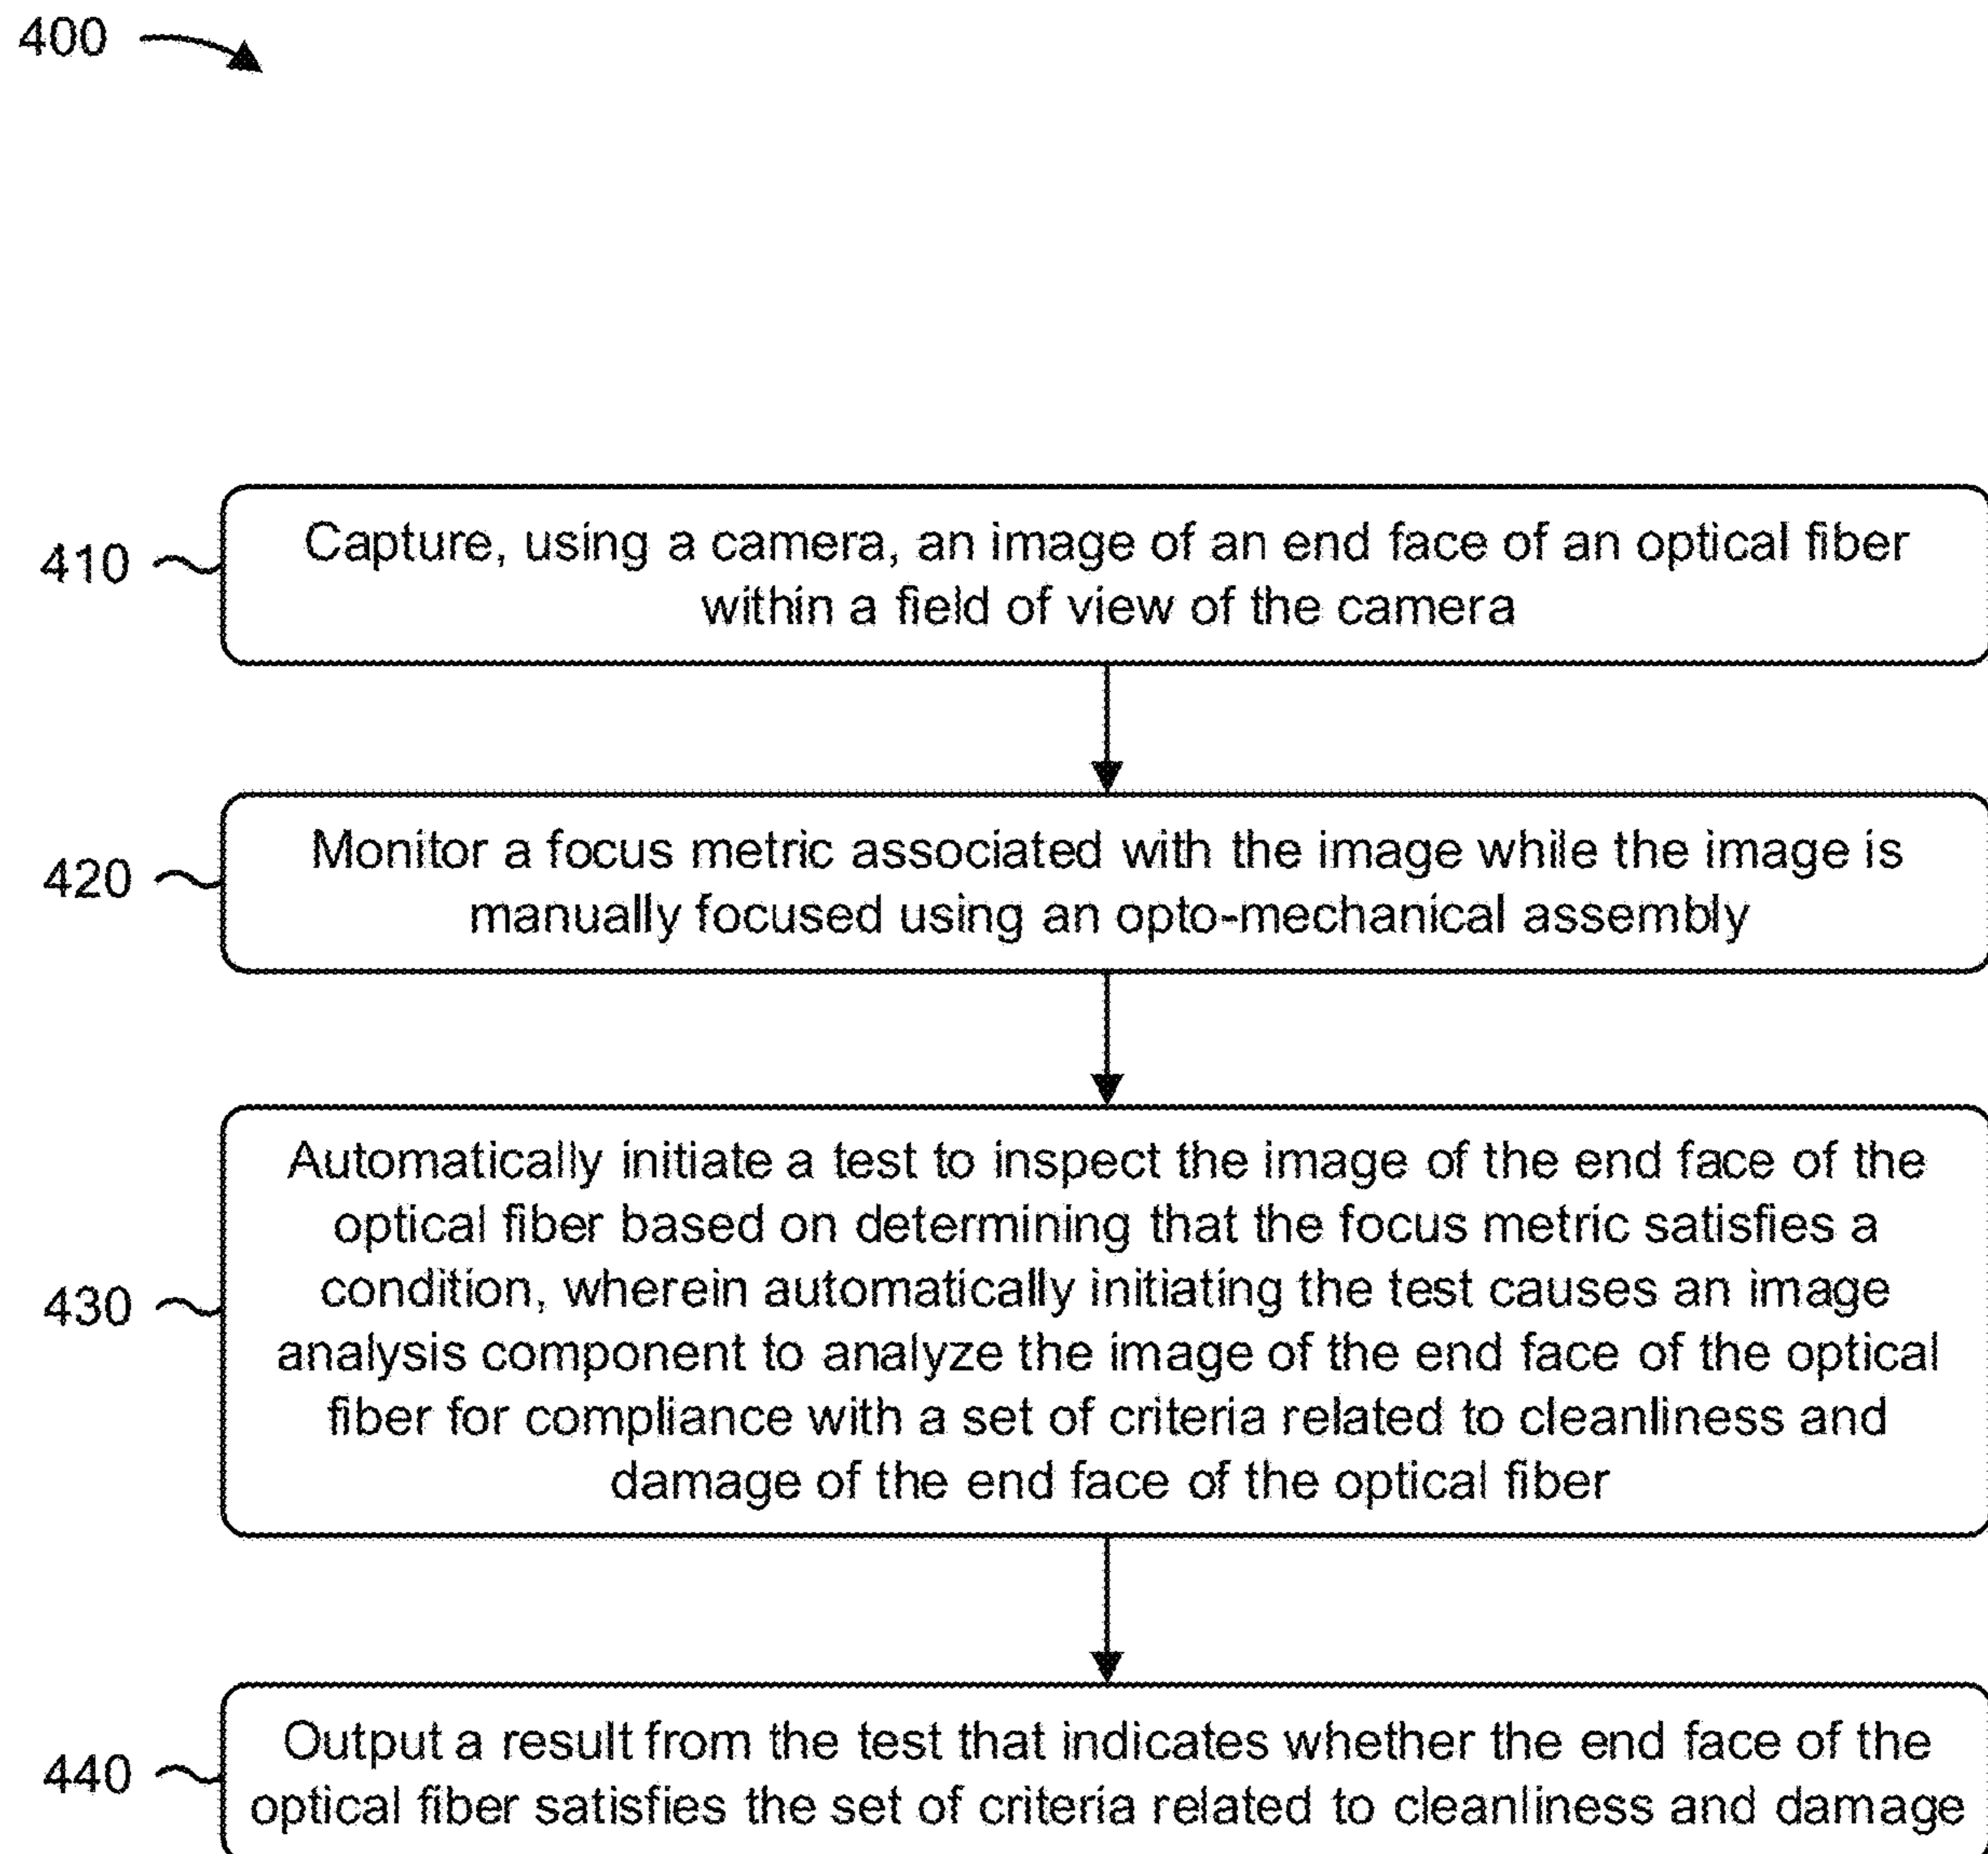 400
410
Capture, using a camera, an image of an end face of an optical fiber
within a field of view of the camera
420
Monitor a focus metric associated with the image while the image is
manually focused using an opto-mechanical assembly
430
Automatically initiate a test to inspect the image of the end face of the
optical fiber based on determining that the focus metric satisfies a
condition, wherein automatically initiating the test causes an image
analysis component to analyze the image of the end face of the optical
fiber for compliance with a set of criteria related to cleanliness and
damage of the end face of the optical fiber
440
Output a result from the test that indicates whether the end face of the
optical fiber satisfies the set of criteria related to cleanliness and damage